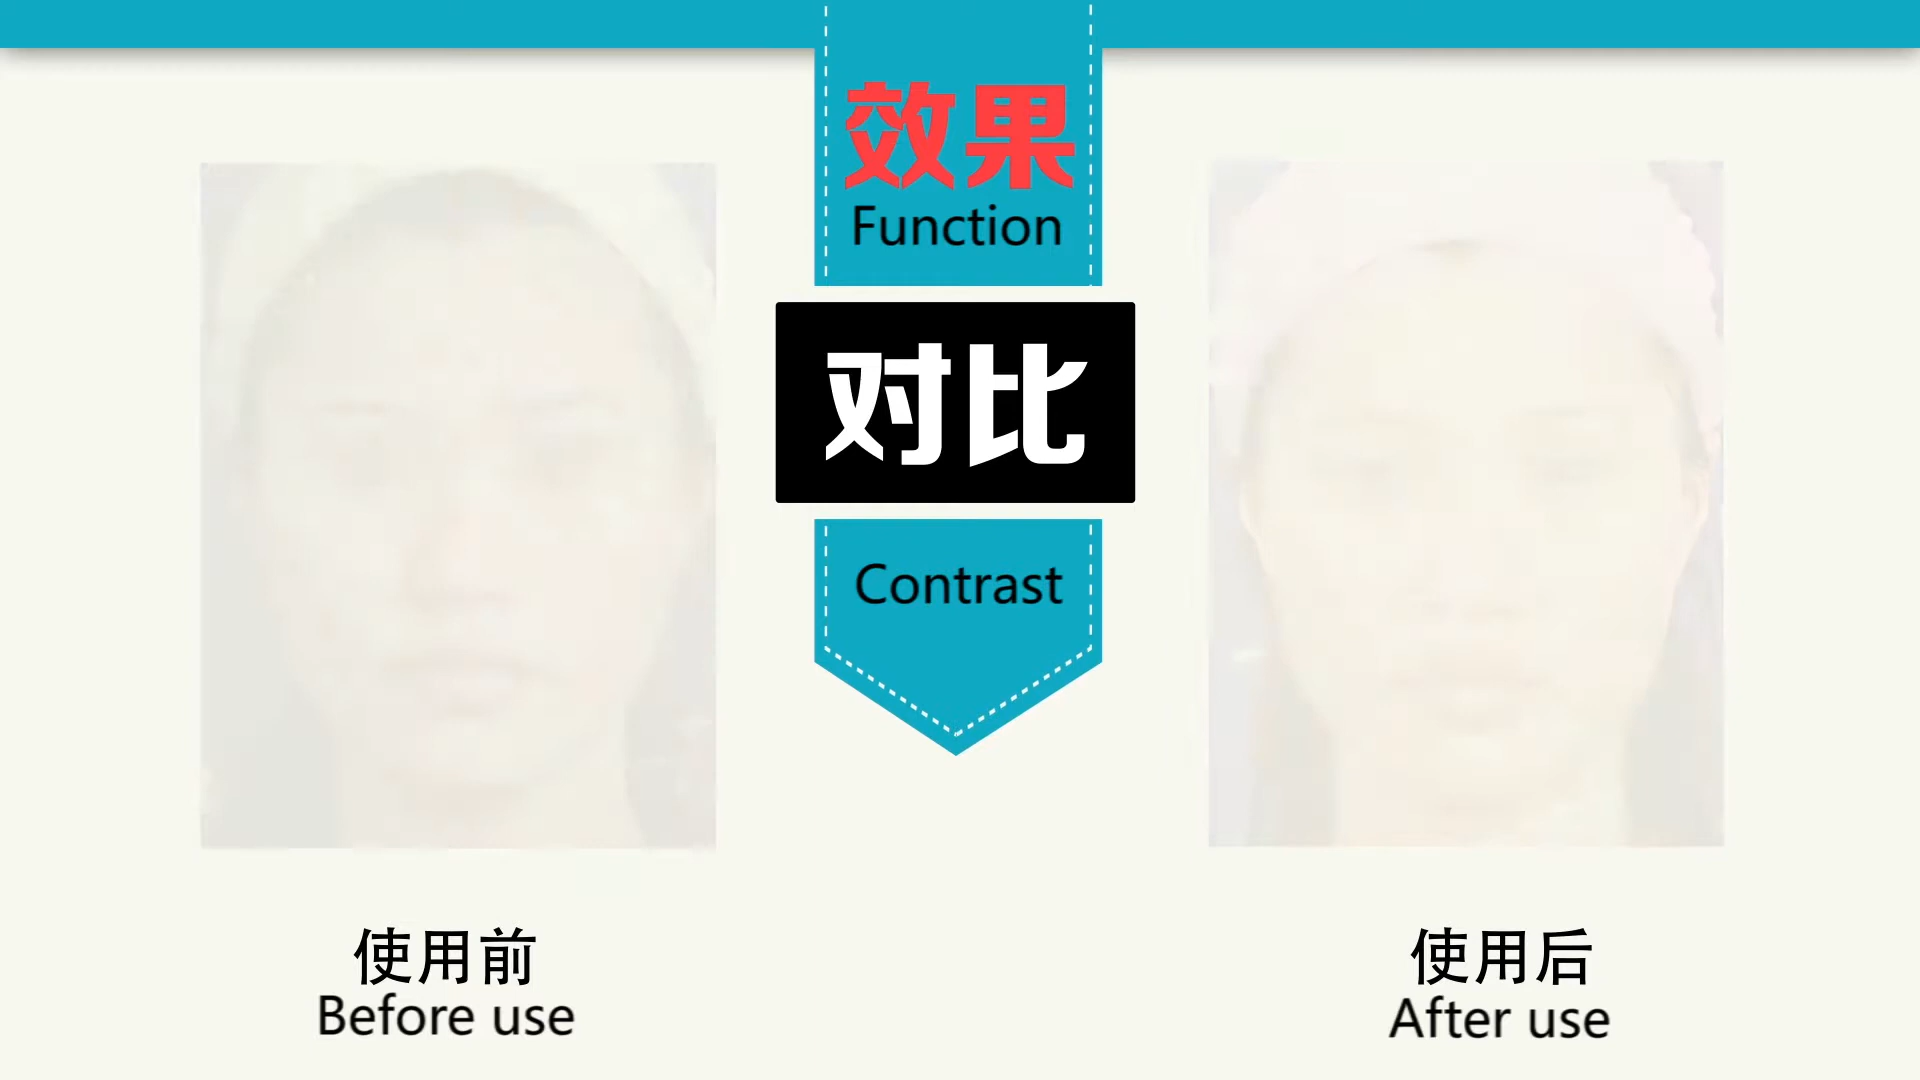 效果
Function
对比
Contrast
使用前
Before use
使用后
After use